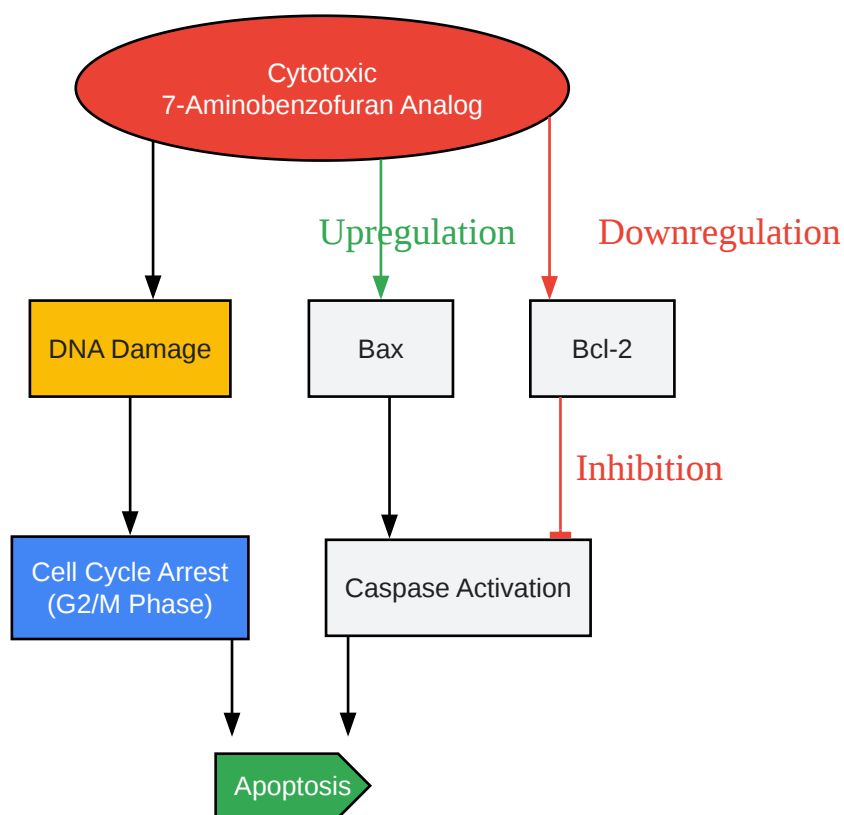 Cytotoxic
7-Aminobenzofuran Analog
Upregulation
Downregulation
DNA Damage
Bax
Bcl-2
Inhibition
Cell Cycle Arrest
(G2/M Phase)
Caspase Activation
Apoptosis